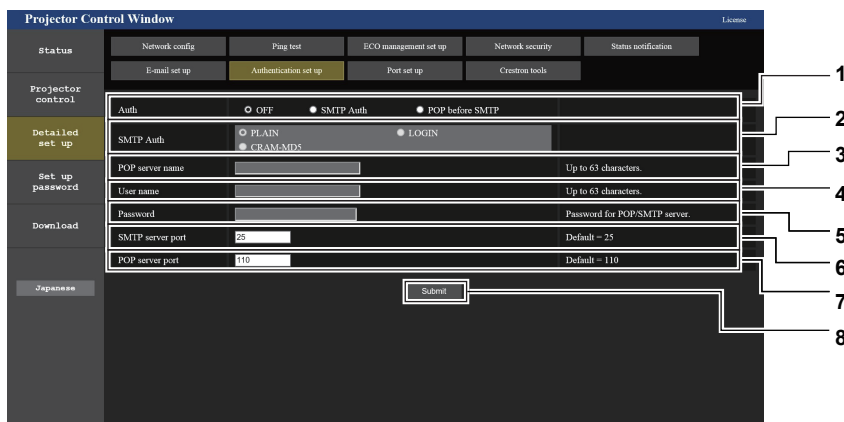 Projector Control Window
License
Status
Network config
Ping test
ECO management set up
Network security
Status notification
E-mail set up
Authentication set up
Port set up
Crestron tools
Projector
control
Detailed
set up
Set up
password
Download
Japanese
Auth
OFF
SMTP Auth
POP before SMTP
1
SMTP Auth
PLAIN
LOGIN
CRAM-MD5
2
POP server name
Up to 63 characters.
3
User name
Up to 63 characters.
4
Password
Password for POP/SMTP server.
5
SMTP server port
25
Default = 25
6
POP server port
110
Default = 110
7
Submit
8